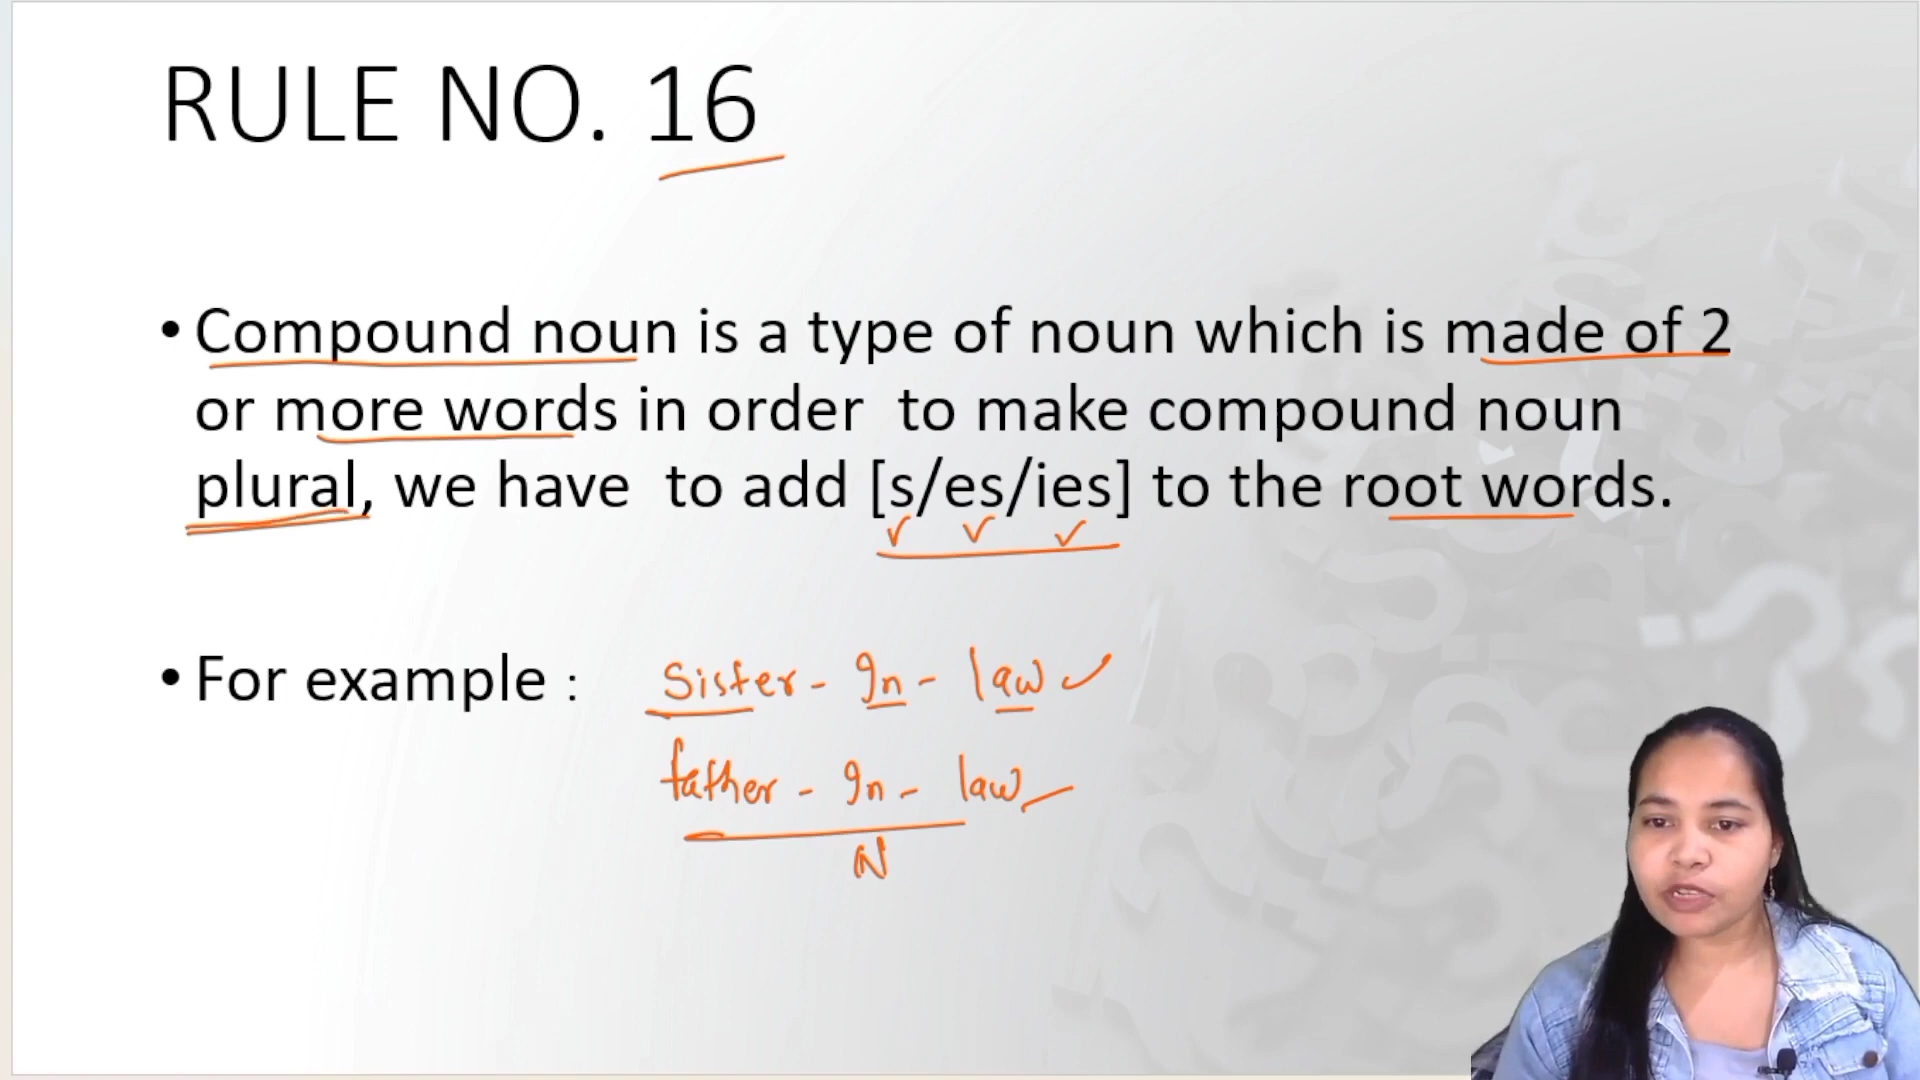 RULE NO. 16
• Compound noun is a type of noun which is made of 2
or more words in order to make compound noun
plural, we have to add [s/es/ies] to the root words.
• For example :
Sister - In - law
father - In - law
N